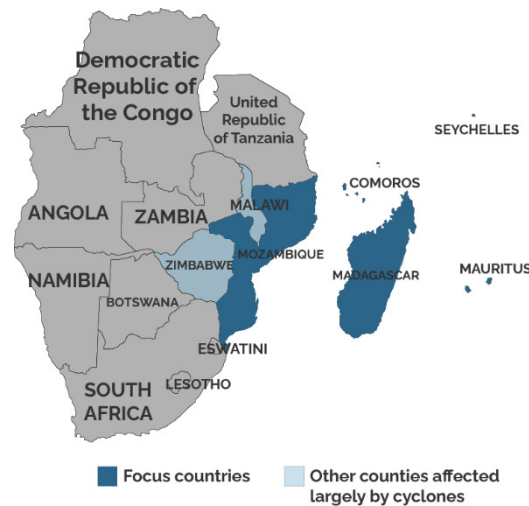 Democratic
Republic of
the Congo
United
Republic
of Tanzania
SEYCHELLES
COMOROS
ANGOLA
ZAMBIA
MALAWI
MOZAMBIQUE
ZIMBABWE
MADAGASCAR
MAURITUS
NAMIBIA
BOTSWANA
ESWATINI
LESOTHO
SOUTH
AFRICA
Focus countries
Other counties affected
largely by cyclones